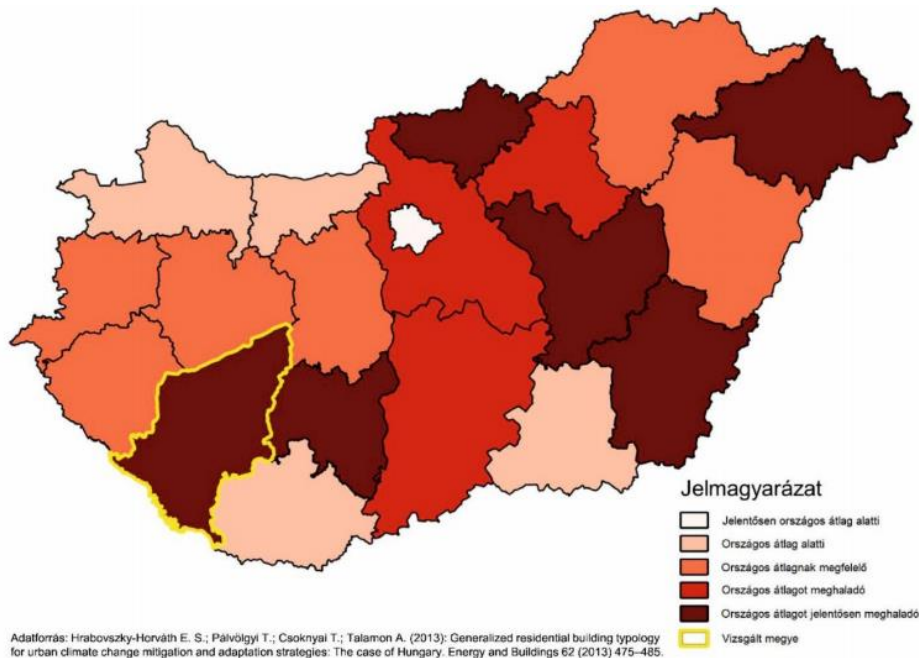 Jelmagyarázat
Jelentősen országos átlag alatti
Országos átlag alatti
Országos átlagnak megfelelő
Országos átlagot meghaladó
Országos átlagot jelentősen meghaladó
Vizsgált megye
Adatforrás: Hrabovszky-Horváth E. S.; Pálvölgyi T.; Csoknyai T.; Talamon A. (2013): Generalized residential building typology
for urban climate change mitigation and adaptation strategies: The case of Hungary. Energy and Buildings 62 (2013) 475–485.